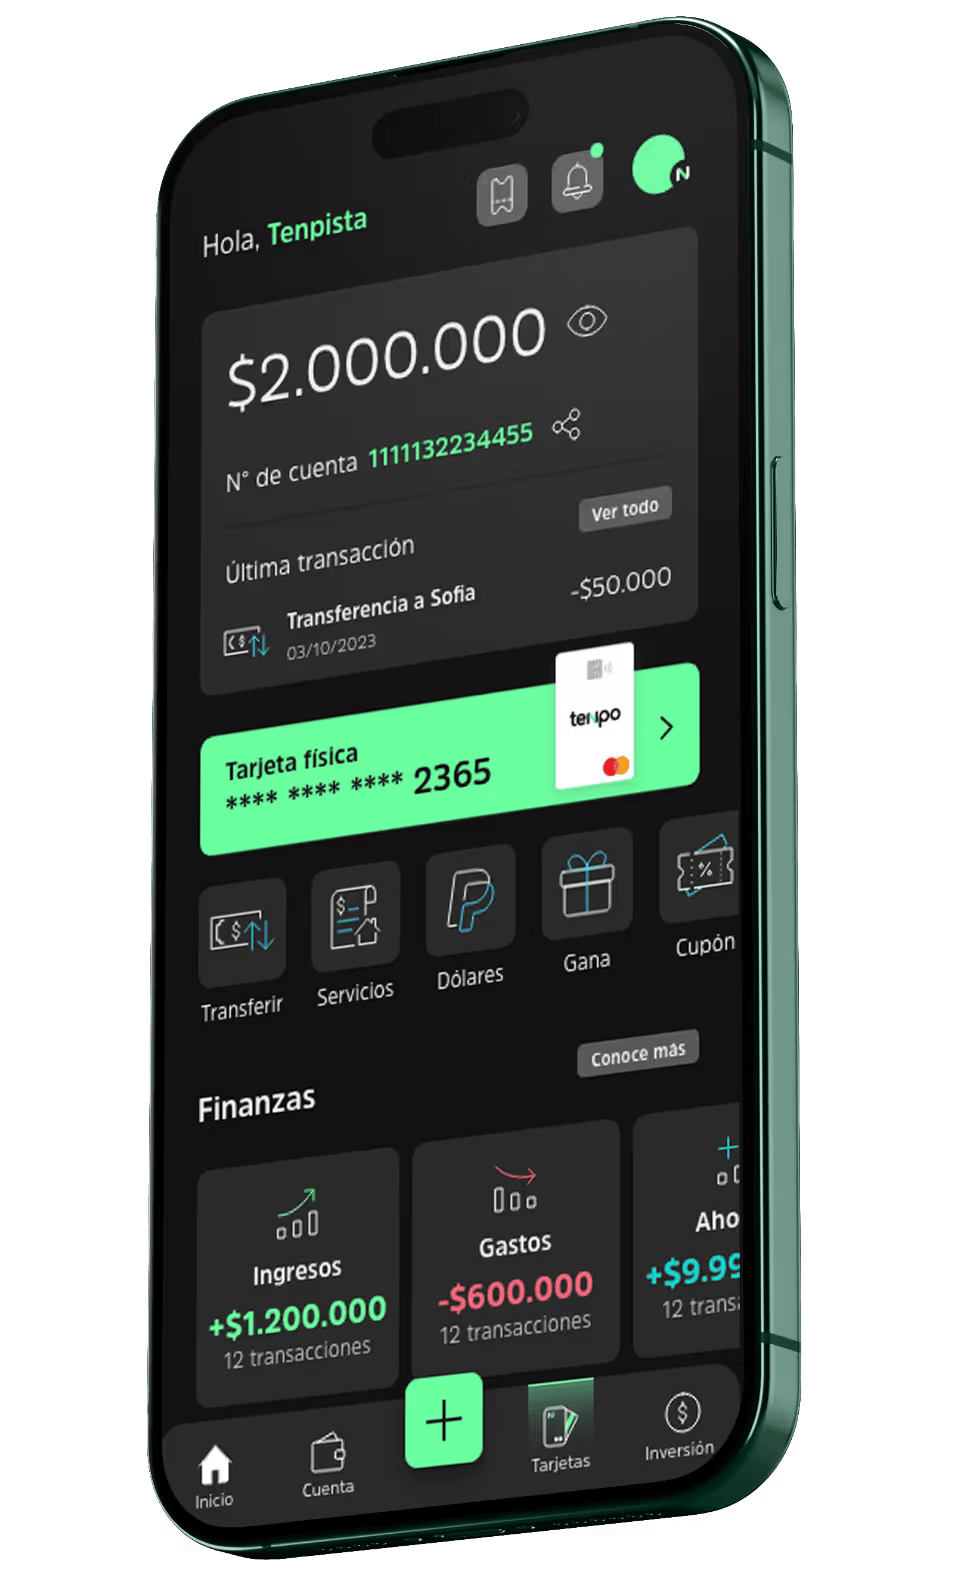 Hola, Tenpista
N
$2.000.000
N° de cuenta 1111132234455
Ver todo
Última transacción
Transferencia a Sofia
-$50.000
03/10/2023
tenpo
Tarjeta física
**** **** **** 2365
Transferir
Servicios
Dólares
Gana
Cupón
Conoce más
Finanzas
Ingresos
+$1.200.000
12 transacciones
Gastos
-$600.000
12 transacciones
Aho
+$9.99
12 transa
Inicio
Cuenta
Tarjetas
Inversión